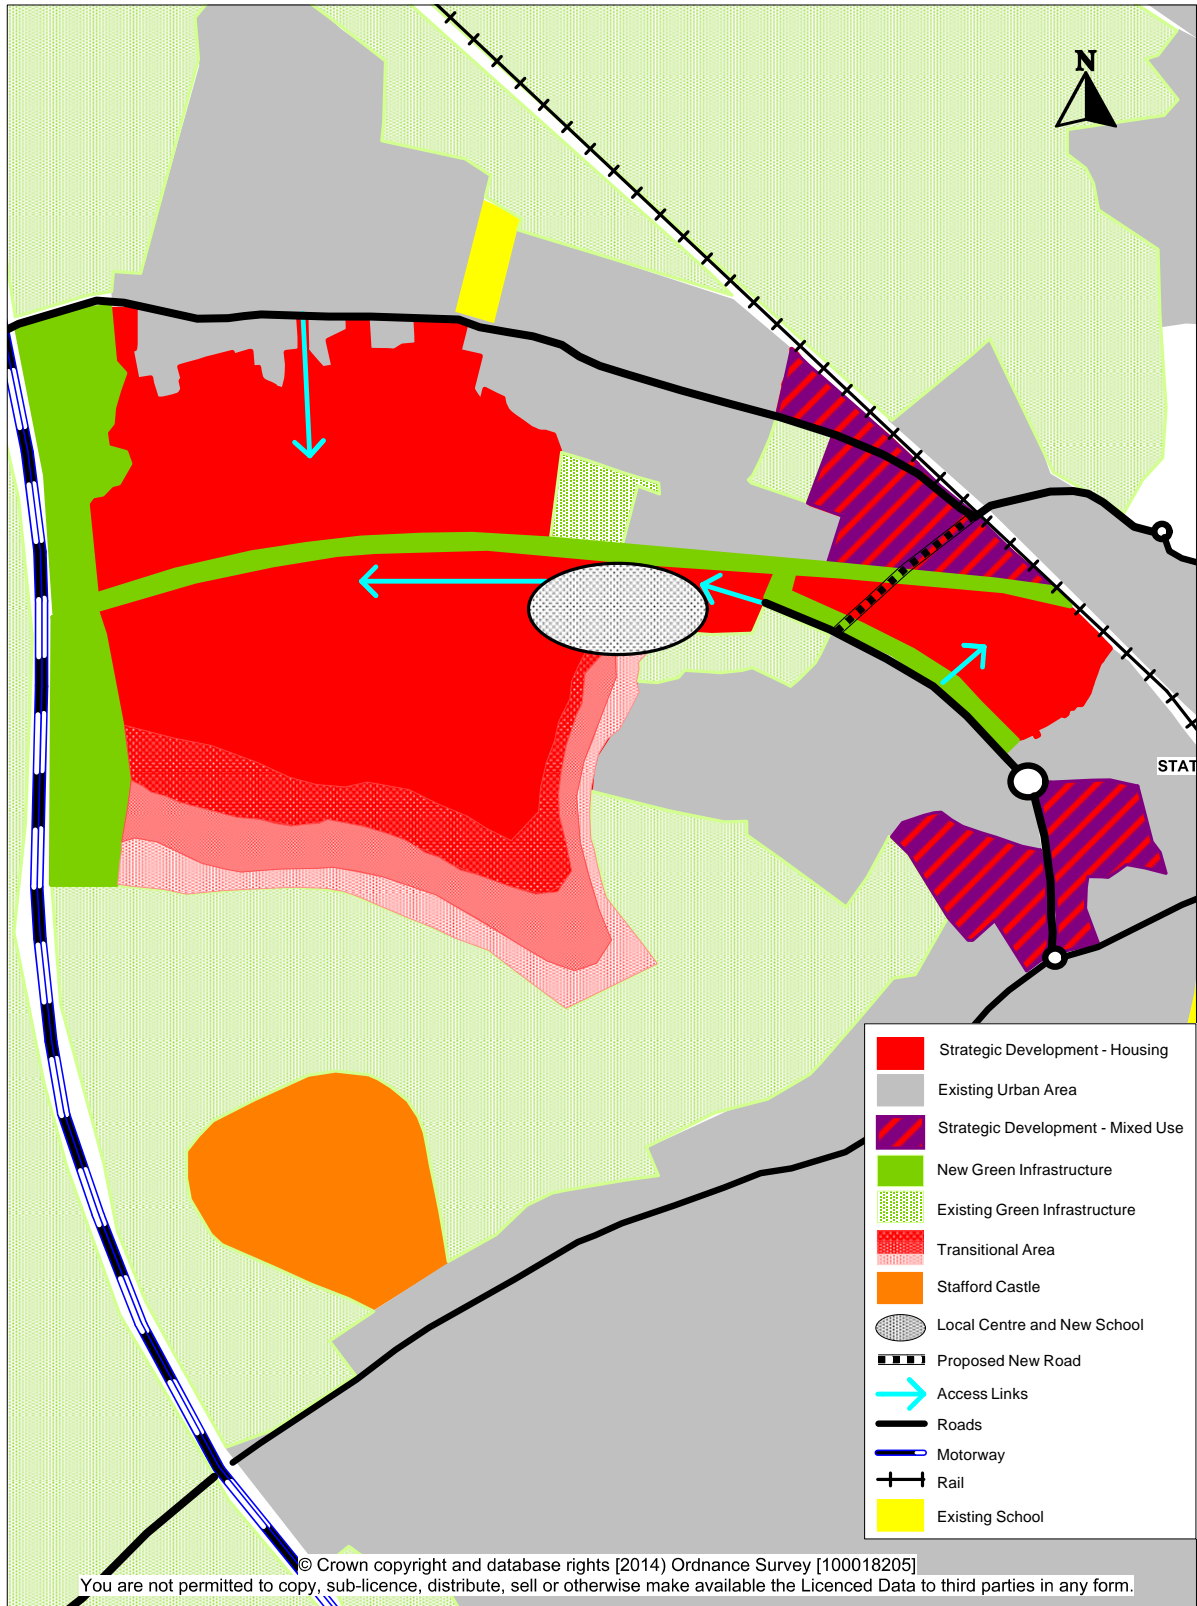 N
STAT
Strategic Development - Housing
Existing Urban Area
Strategic Development - Mixed Use
New Green Infrastructure
Existing Green Infrastructure
Transitional Area
Stafford Castle
Local Centre and New School
Proposed New Road
Access Links
Roads
Motorway
Rail
Existing School
© Crown copyright and database rights [2014) Ordnance Survey [100018205]
You are not permitted to copy, sub-licence, distribute, sell or otherwise make available the Licenced Data to third parties in any form.